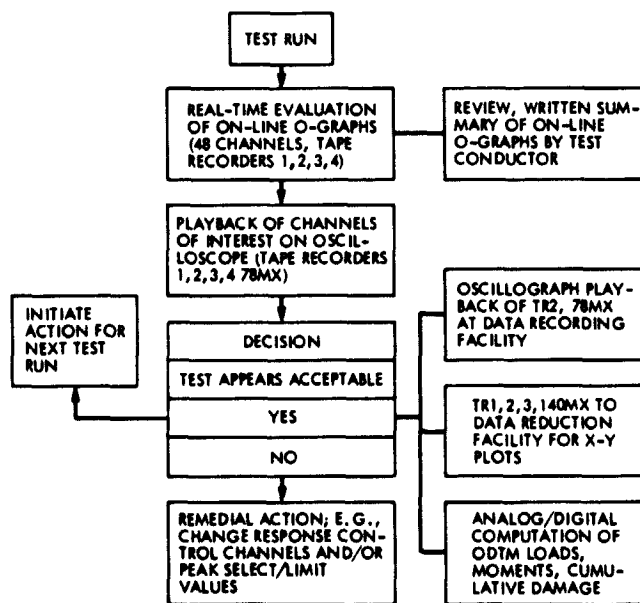 TEST RUN
REAL-TIME EVALUATION
OF ON-LINE O-GRAPHS
(48 CHANNELS, TAPE
RECORDERS 1,2,3,4)
REVIEW, WRITTEN SUM-
MARY OF ON-LINE
O-GRAPHS BY TEST
CONDUCTOR
PLAYBACK OF CHANNELS
OF INTEREST ON OSCIL-
LOSCOPE (TAPE RECORDERS
1,2,3,4 78MX)
INITIATE
ACTION FOR
NEXT TEST
RUN
DECISION
TEST APPEARS ACCEPTABLE
YES
NO
OSCILLOGRAPH PLAY-
BACK OF TR2, 78MX
AT DATA RECORDING
FACILITY
TR1,2,3,140MX TO
DATA REDUCTION
FACILITY FOR X-Y
PLOTS
REMEDIAL ACTION; E.G.,
CHANGE RESPONSE CON-
TROL CHANNELS AND/OR
PEAK SELECT/LIMIT
VALUES
ANALOG/DIGITAL
COMPUTATION OF
ODTM LOADS,
MOMENTS, CUMU-
LATIVE DAMAGE